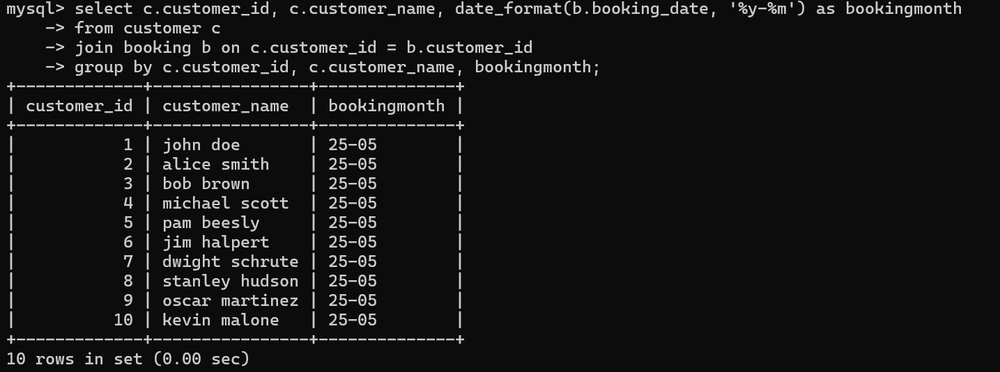 mysql> select c.customer_id, c.customer_name, date_format(b.booking_date, '%y-%m') as bookingmonth
    -> from customer c
    -> join booking b on c.customer_id = b.customer_id
    -> group by c.customer_id, c.customer_name, bookingmonth;
+-------------+----------------+--------------+
| customer_id | customer_name  | bookingmonth |
+-------------+----------------+--------------+
|           1 | john doe       | 25-05        |
|           2 | alice smith    | 25-05        |
|           3 | bob brown      | 25-05        |
|           4 | michael scott  | 25-05        |
|           5 | pam beesly     | 25-05        |
|           6 | jim halpert    | 25-05        |
|           7 | dwight schrute | 25-05        |
|           8 | stanley hudson | 25-05        |
|           9 | oscar martinez | 25-05        |
|          10 | kevin malone   | 25-05        |
+-------------+----------------+--------------+
10 rows in set (0.00 sec)